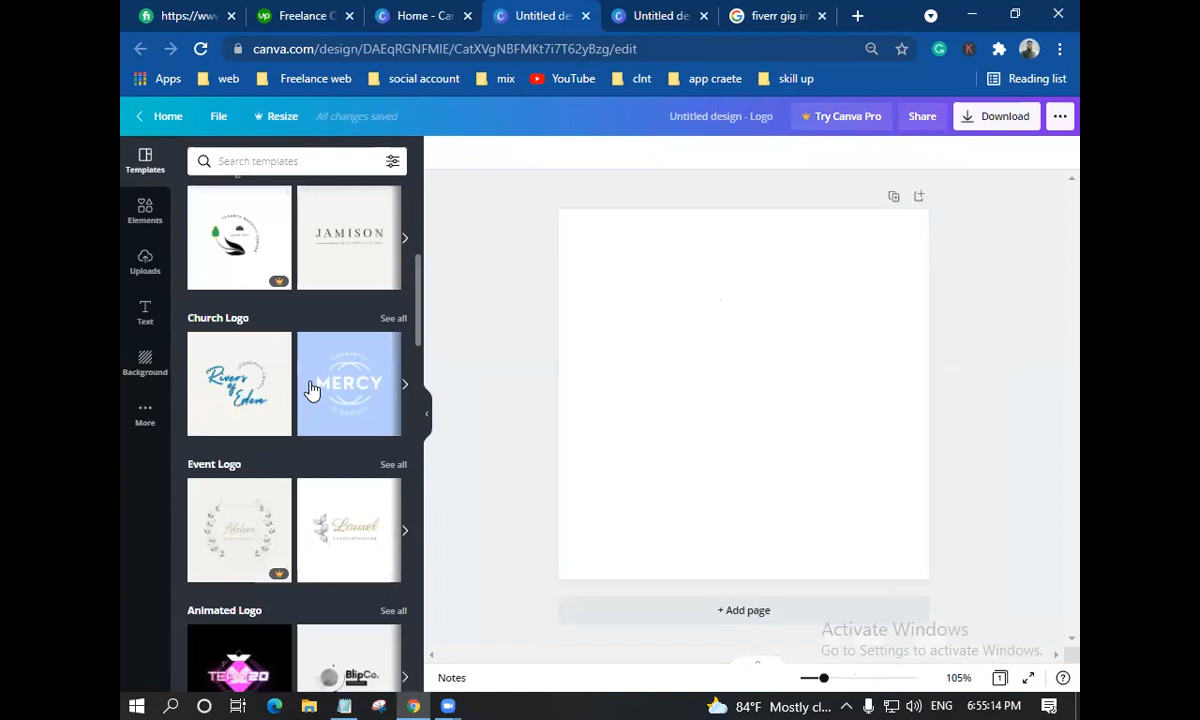 https://www
Freelance C
Home - Ca
Untitled de
Untitled de
fiverr gig im
canva.com/design/DAEqRGNFMlE/CatXVgNBFMKt7i7T62yBzg/edit
Apps
web
Freelance web
social account
mix
YouTube
clnt
app craete
skill up
Reading list
Home
File
Resize
All changes saved
Untitled design - Logo
Try Canva Pro
Share
Download
Templates
Elements
Uploads
Text
Background
More
Search templates
JAMISON
Church Logo
See all
Rivers
of
Eden
MERCY
Event Logo
See all
Laurel
Animated Logo
See all
BlipCo.
+ Add page
Activate Windows
Go to Settings to activate Windows.
Notes
105%
1
84°F Mostly cl...
ENG
6:55:14 PM